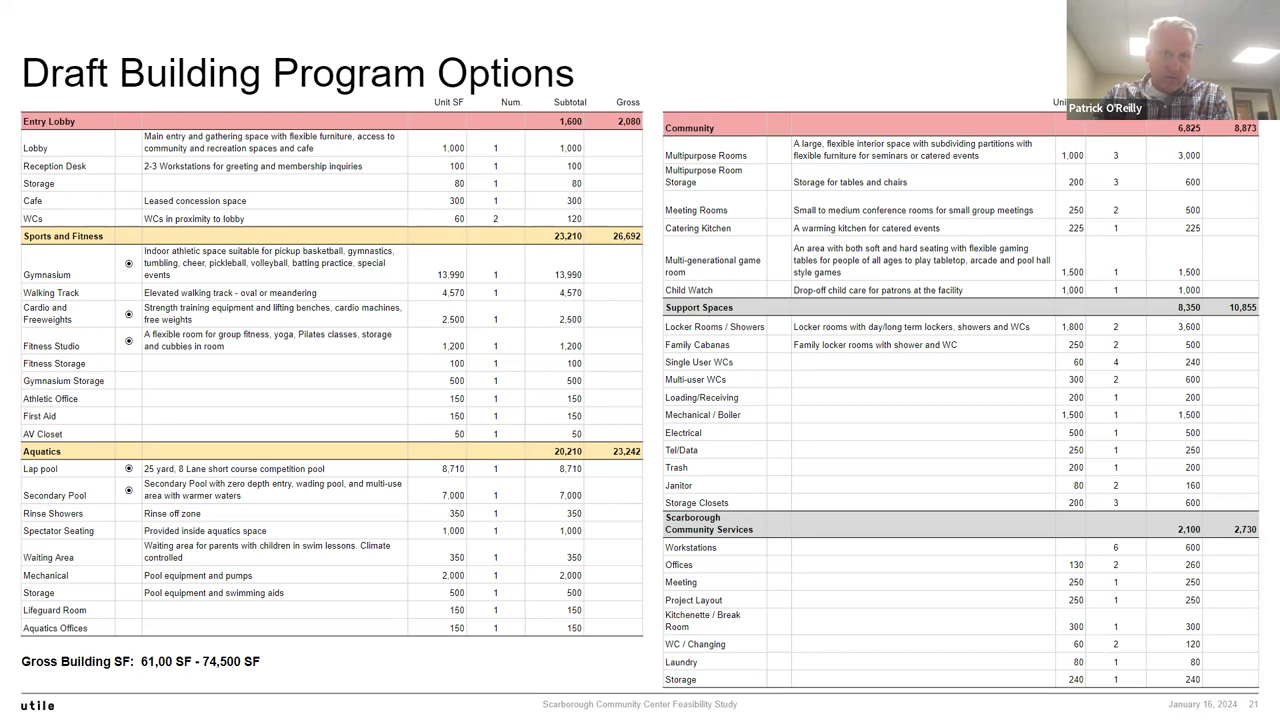 Draft Building Program Options
Unit SF Num. Subtotal Gross
Entry Lobby 1,600 2,080
Lobby Main entry and gathering space with flexible furniture, access to
community and recreation spaces and cafe 1,000 1 1,000
Reception Desk 2-3 Workstations for greeting and membership inquiries 100 1 100
Storage 80 1 80
Cafe Leased concession space 300 1 300
WCs WCs in proximity to lobby 60 2 120
Sports and Fitness 23,210 26,692
Gymnasium Indoor athletic space suitable for pickup basketball, gymnastics,
tumbling, cheer, pickleball, volleyball, batting practice, special
events 13,990 1 13,990
Walking Track Elevated walking track - oval or meandering 4,570 1 4,570
Cardio and Strength training equipment and lifting benches, cardio machines,
Freeweights free weights 2,500 1 2,500
Fitness Studio A flexible room for group fitness, yoga, Pilates classes, storage
and cubbies in room 1,200 1 1,200
Fitness Storage 100 1 100
Gymnasium Storage 500 1 500
Athletic Office 150 1 150
First Aid 150 1 150
AV Closet 50 1 50
Aquatics 20,210 23,242
Lap pool 25 yard, 8 Lane short course competition pool 8,710 1 8,710
Secondary Pool Secondary Pool with zero depth entry, wading pool, and multi-use
area with warmer waters 7,000 1 7,000
Rinse Showers Rinse off zone 350 1 350
Spectator Seating Provided inside aquatics space 1,000 1 1,000
Waiting Area Waiting area for parents with children in swim lessons. Climate
controlled 350 1 350
Mechanical Pool equipment and pumps 2,000 1 2,000
Storage Pool equipment and swimming aids 500 1 500
Lifeguard Room 150 1 150
Aquatics Offices 150 1 150
Gross Building SF: 61,00 SF - 74,500 SF
Patrick O'Reilly
Community 6,825 8,873
Multipurpose Rooms A large, flexible interior space with subdividing partitions with
flexible furniture for seminars or catered events 1,000 3 3,000
Multipurpose Room
Storage Storage for tables and chairs 200 3 600
Meeting Rooms Small to medium conference rooms for small group meetings 250 2 500
Catering Kitchen A warming kitchen for catered events 225 1 225
Multi-generational game An area with both soft and hard seating with flexible gaming
room tables for people of all ages to play tabletop, arcade and pool hall
style games 1,500 1 1,500
Child Watch Drop-off child care for patrons at the facility 1,000 1 1,000
Support Spaces 8,350 10,855
Locker Rooms / Showers Locker rooms with day/long term lockers, showers and WCs 1,800 2 3,600
Family Cabanas Family locker rooms with shower and WC 250 2 500
Single User WCs 60 4 240
Multi-user WCs 300 2 600
Loading/Receiving 200 1 200
Mechanical / Boiler 1,500 1 1,500
Electrical 500 1 500
Tel/Data 250 1 250
Trash 200 1 200
Janitor 80 2 160
Storage Closets 200 3 600
Scarborough
Community Services 2,100 2,730
Workstations 6 600
Offices 130 2 260
Meeting 250 1 250
Project Layout 250 1 250
Kitchenette / Break
Room 300 1 300
WC / Changing 60 2 120
Laundry 80 1 80
Storage 240 1 240
utile Scarborough Community Center Feasibility Study January 16, 2024 21